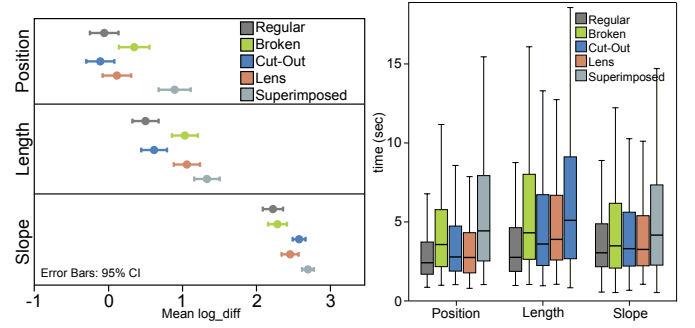 Position
Length
Slope
Regular
Broken
Cut-Out
Lens
Superimposed
Error Bars: 95% CI
-1
0
1
2
3
Mean log_diff
time (sec)
15
10
5
0
Regular
Broken
Cut-Out
Lens
Superimposed
Position
Length
Slope